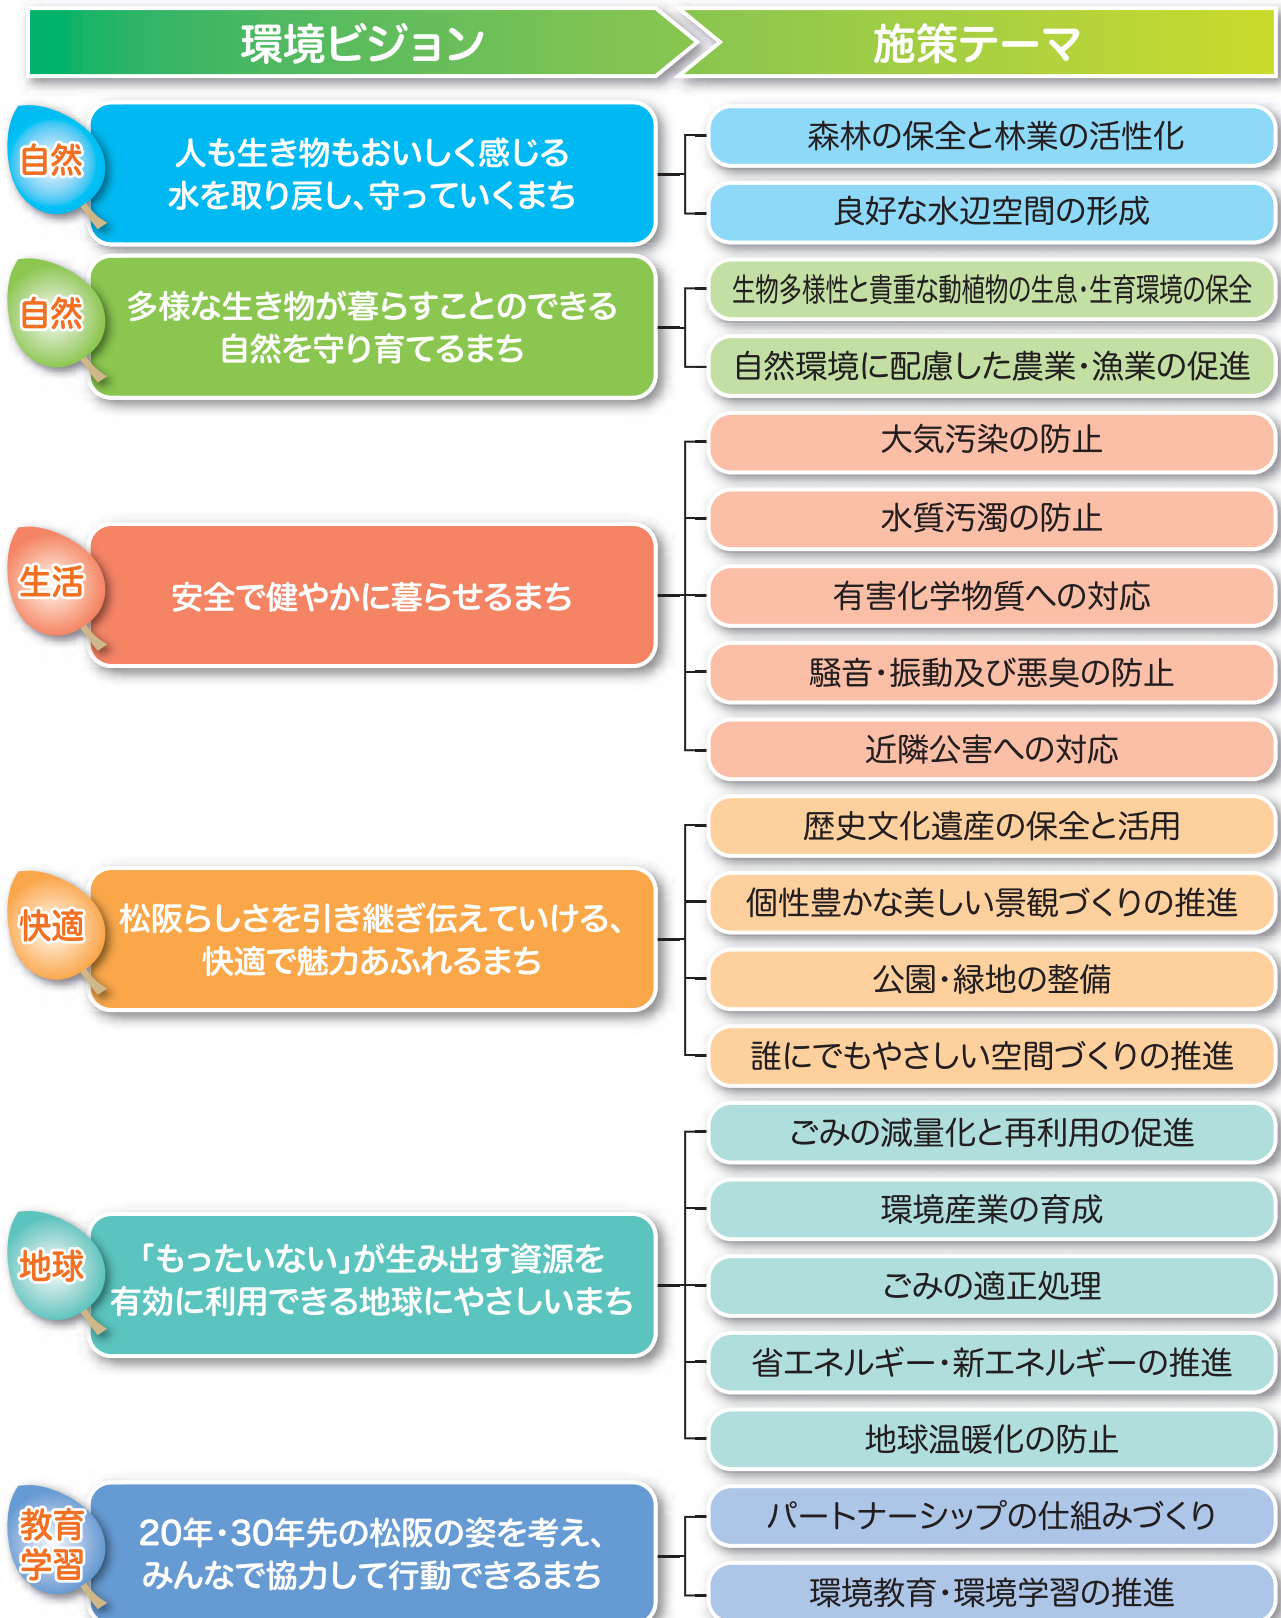 環境ビジョン
施策テーマ
自然
人も生き物もおいしく感じる
水を取り戻し、守っていくまち
森林の保全と林業の活性化
良好な水辺空間の形成
自然
多様な生き物が暮らすことのできる
自然を守り育てるまち
生物多様性と貴重な動植物の生息・生育環境の保全
自然環境に配慮した農業・漁業の促進
生活
安全で健やかに暮らせるまち
大気汚染の防止
水質汚濁の防止
有害化学物質への対応
騒音・振動及び悪臭の防止
近隣公害への対応
快適
松阪らしさを引き継ぎ伝えていける、
快適で魅力あふれるまち
歴史文化遺産の保全と活用
個性豊かな美しい景観づくりの推進
公園・緑地の整備
誰にでもやさしい空間づくりの推進
地球
「もったいない」が生み出す資源を
有効に利用できる地球にやさしいまち
ごみの減量化と再利用の促進
環境産業の育成
ごみの適正処理
省エネルギー・新エネルギーの推進
地球温暖化の防止
教育
学習
20年・30年先の松阪の姿を考え、
みんなで協力して行動できるまち
パートナーシップの仕組みづくり
環境教育・環境学習の推進